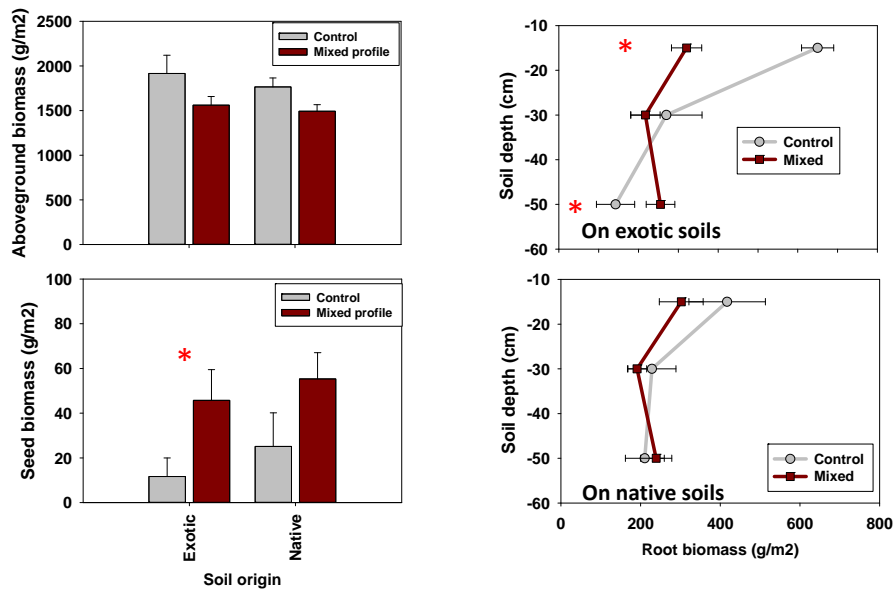 Aboveground biomass (g/m2)
2500
2000
1500
1000
500
0
Control
Mixed profile
Seed biomass (g/m2)
100
80
60
40
20
0
*
Control
Mixed profile
Exotic
Native
Soil origin
Soil depth (cm)
-10
-20
-30
-40
-50
-60
*
*
Control
Mixed
On exotic soils
Soil depth (cm)
-10
-20
-30
-40
-50
-60
Control
Mixed
On native soils
0 200 400 600 800
Root biomass (g/m2)